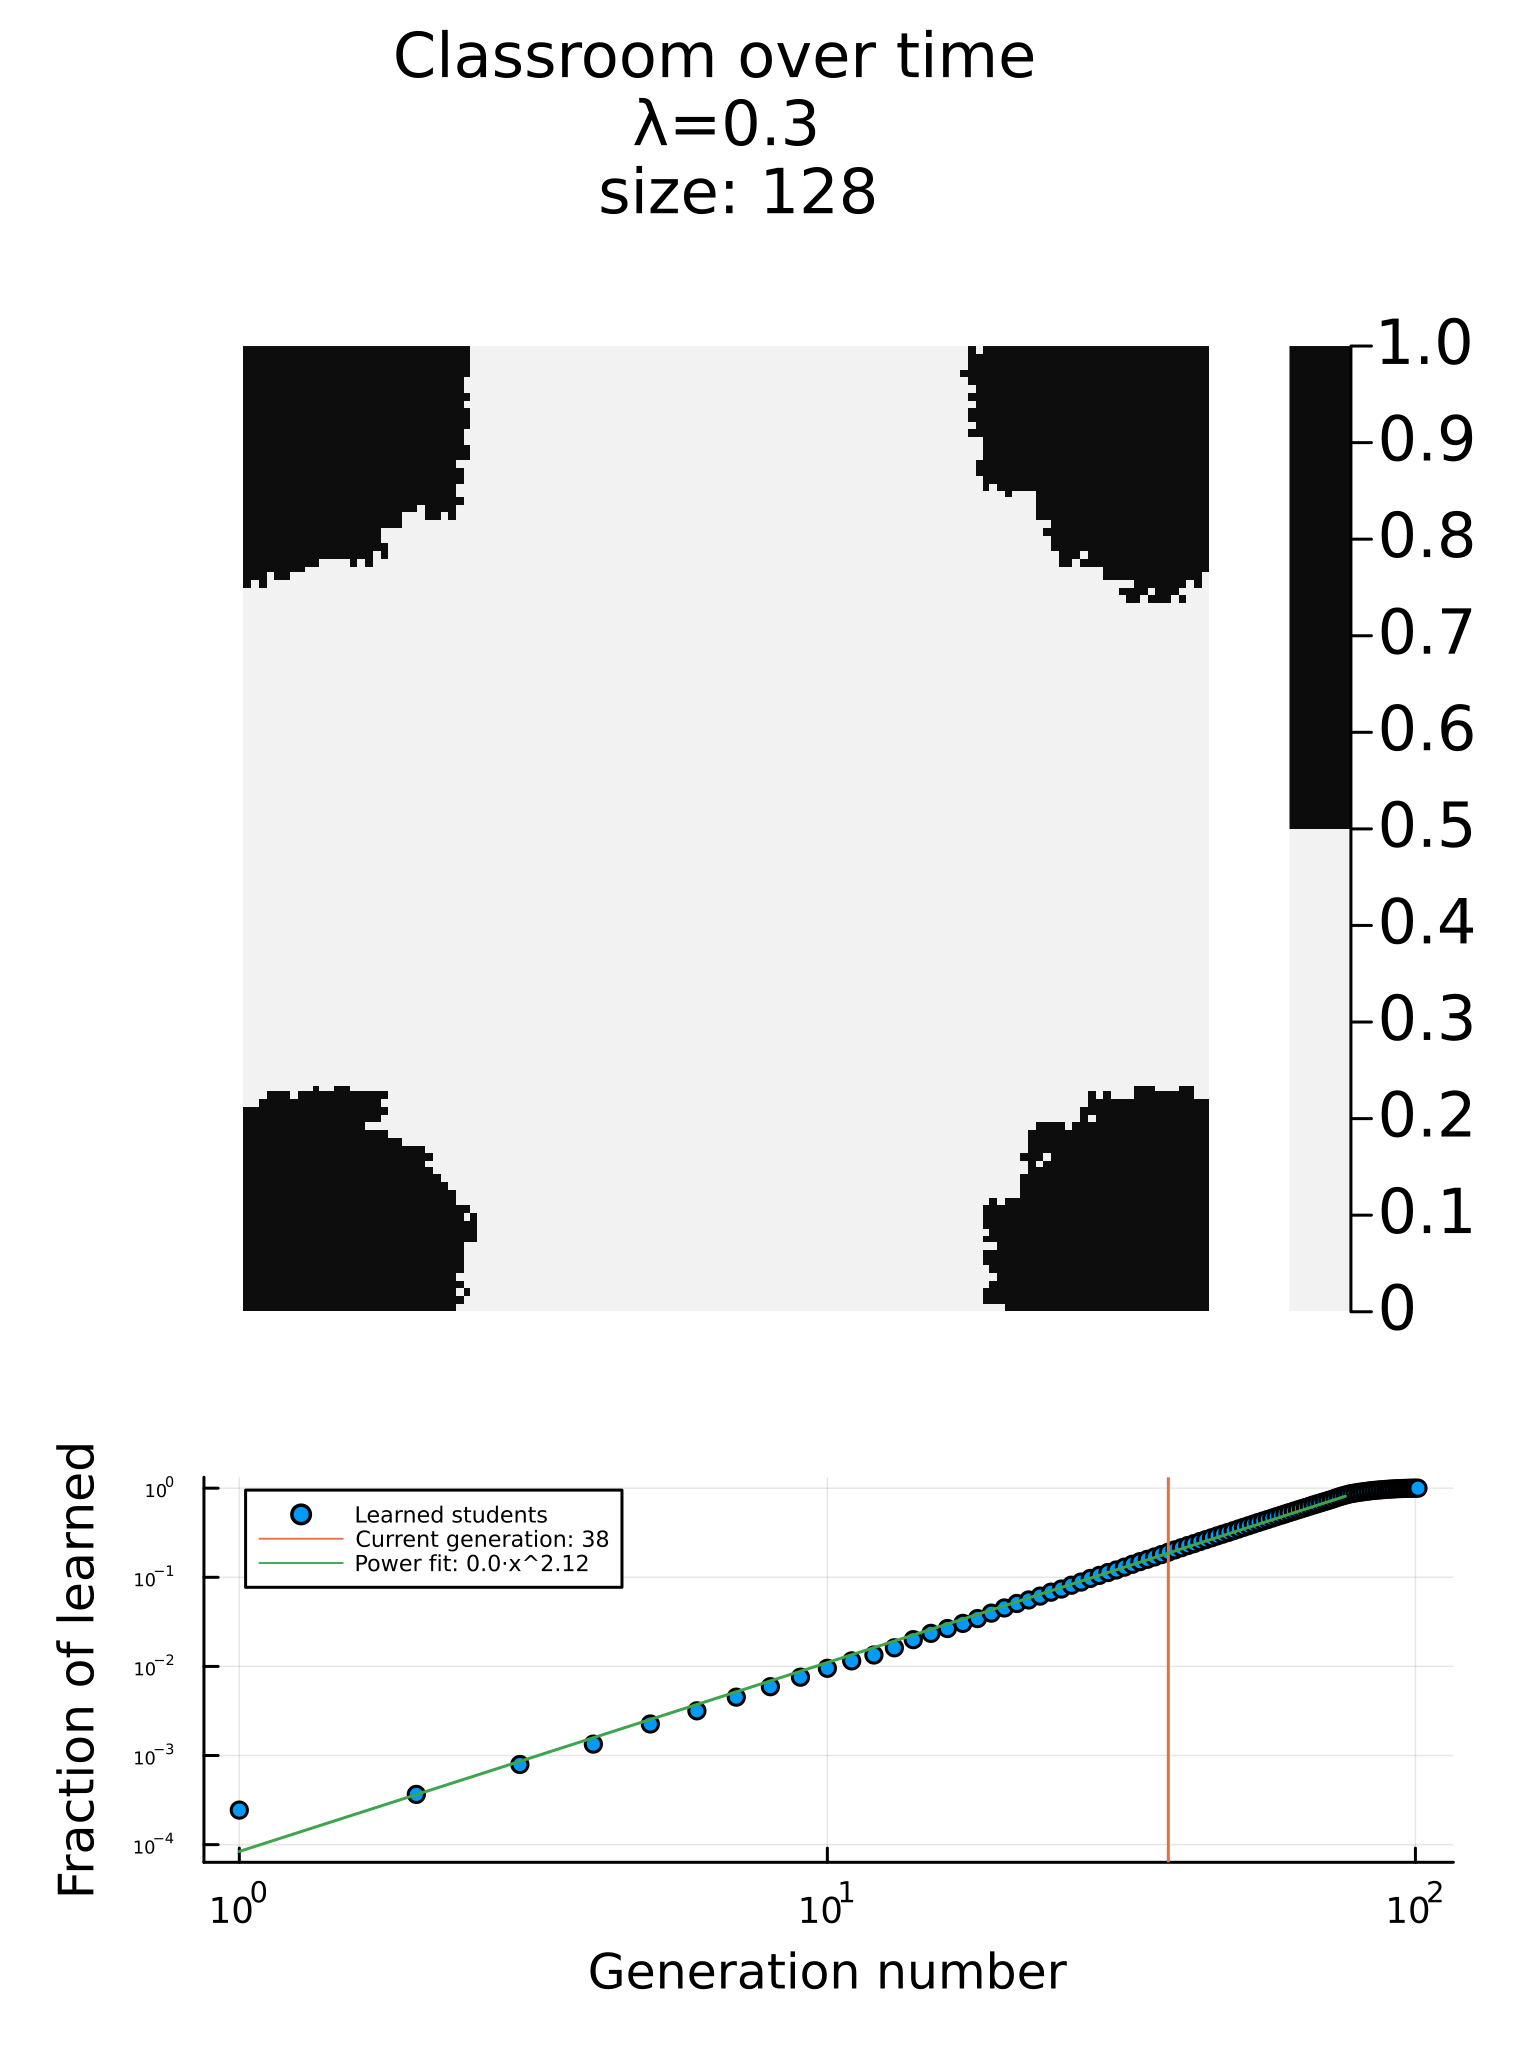 Classroom over time
λ=0.3
size: 128
1.0
0.9
0.8
0.7
0.6
0.5
0.4
0.3
0.2
0.1
0
Fraction of learned
10^0
10^-1
10^-2
10^-3
10^-4
Learned students
Current generation: 38
Power fit: 0.0·x^2.12
10^0 10^1 10^2
Generation number